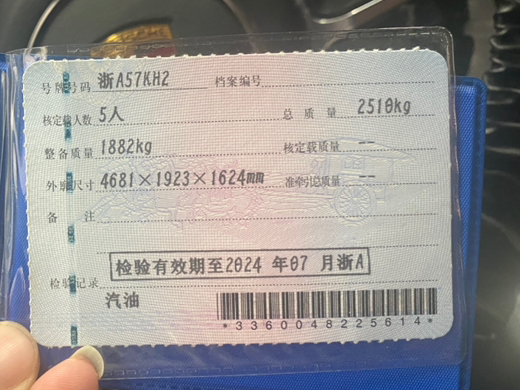 号牌号码 浙A57KH2 档案编号
核定载人数 5人 总质量 2510kg
整备质量 1882kg 核定载质量 --
外廓尺寸 4681×1923×1624mm 准牵引总质量 --
备注
检验有效期至2024 年07 月浙A
检验记录
汽油
*3360048225614*